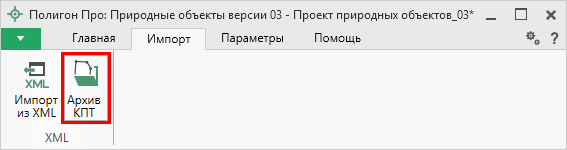 Полигон Про: Природные объекты версии 03 - Проект природных объектов_03*
Главная Импорт Параметры Помощь
?
XML
Импорт из XML
Архив КПТ
XML